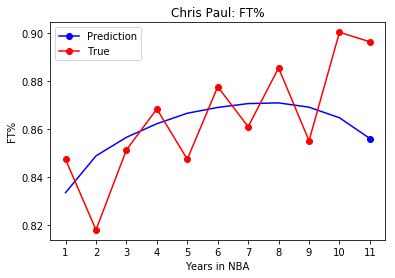 Chris Paul: FT%
Prediction
True
FT%
0.90
0.88
0.86
0.84
0.82
1 2 3 4 5 6 7 8 9 10 11
Years in NBA